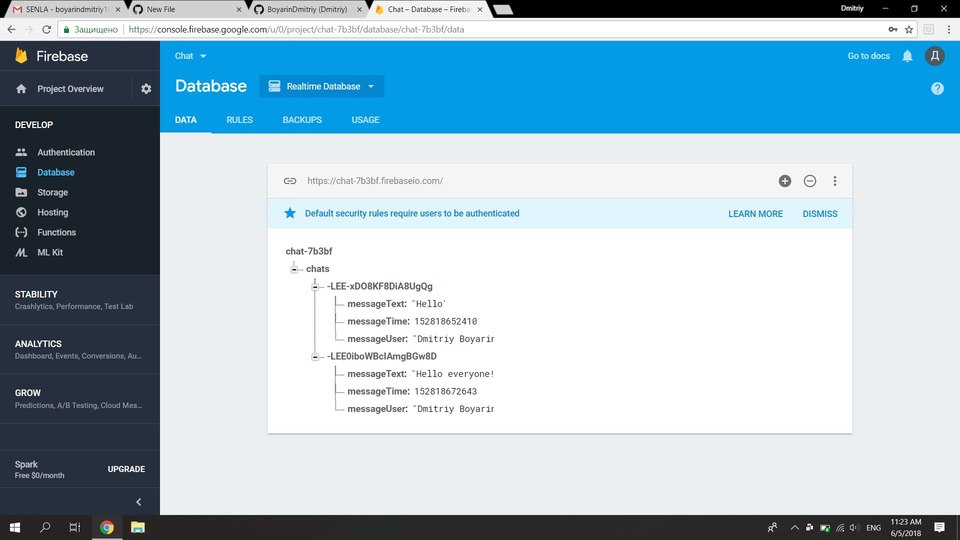 SENLA - boyarindmitriy1
New File
BoyarinDmitriy (Dmitriy)
Chat – Database – Fireba
Dmitriy
Защищено
https://console.firebase.google.com/u/0/project/chat-7b3bf/database/chat-7b3bf/data
Firebase
Chat
Go to docs
Д
Project Overview
Database
Realtime Database
DATA
RULES
BACKUPS
USAGE
DEVELOP
Authentication
Database
Storage
Hosting
Functions
ML Kit
STABILITY
Crashlytics, Performance, Test Lab
ANALYTICS
Dashboard, Events, Conversions, Au...
GROW
Predictions, A/B Testing, Cloud Mes...
Spark
Free $0/month
UPGRADE
https://chat-7b3bf.firebaseio.com/
Default security rules require users to be authenticated
LEARN MORE
DISMISS
chat-7b3bf
chats
-LEE-xDO8KF8DiA8UgQg
messageText: "Hello"
messageTime: 152818652410
messageUser: "Dmitriy Boyarin
-LEE0iboWBcIAmgBGw8D
messageText: "Hello everyone!
messageTime: 152818672643
messageUser: "Dmitriy Boyarin
ENG
11:23 AM
6/5/2018